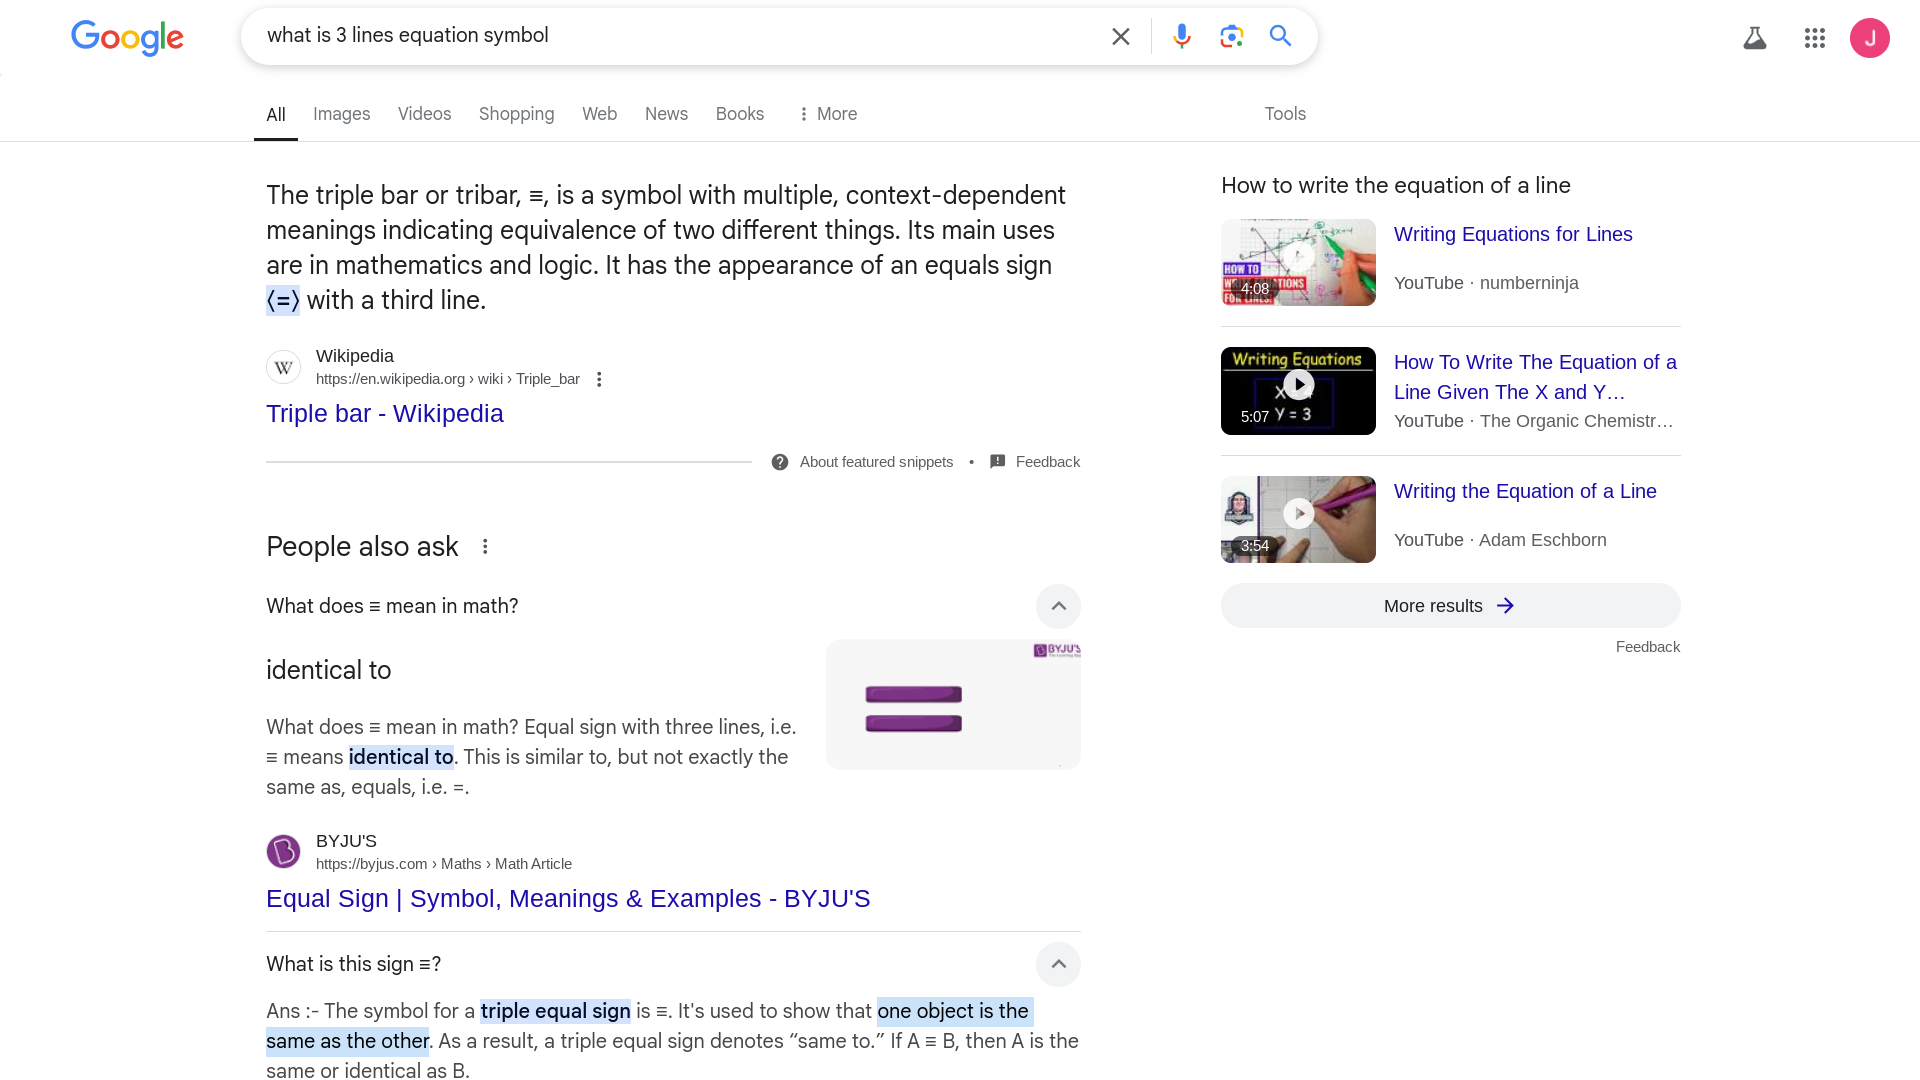 Google
what is 3 lines equation symbol
J
All Images Videos Shopping Web News Books More Tools
The triple bar or tribar, ≡, is a symbol with multiple, context-dependent
meanings indicating equivalence of two different things. Its main uses
are in mathematics and logic. It has the appearance of an equals sign
⟨=⟩ with a third line.
Wikipedia
https://en.wikipedia.org › wiki › Triple_bar
Triple bar - Wikipedia
About featured snippets • Feedback
People also ask
What does ≡ mean in math?
identical to
What does ≡ mean in math? Equal sign with three lines, i.e.
≡ means identical to. This is similar to, but not exactly the
same as, equals, i.e. =.
BYJU'S
BYJU'S
https://byjus.com › Maths › Math Article
Equal Sign | Symbol, Meanings & Examples - BYJU'S
What is this sign ≡?
Ans :- The symbol for a triple equal sign is ≡. It's used to show that one object is the
same as the other. As a result, a triple equal sign denotes “same to.” If A ≡ B, then A is the
same or identical as B.
How to write the equation of a line
HOW TO
FOR LINES!
4:08
Writing Equations for Lines
YouTube · numberninja
Writing Equations
Y = 3
5:07
How To Write The Equation of a
Line Given The X and Y...
YouTube · The Organic Chemistr...
3:54
Writing the Equation of a Line
YouTube · Adam Eschborn
More results
Feedback